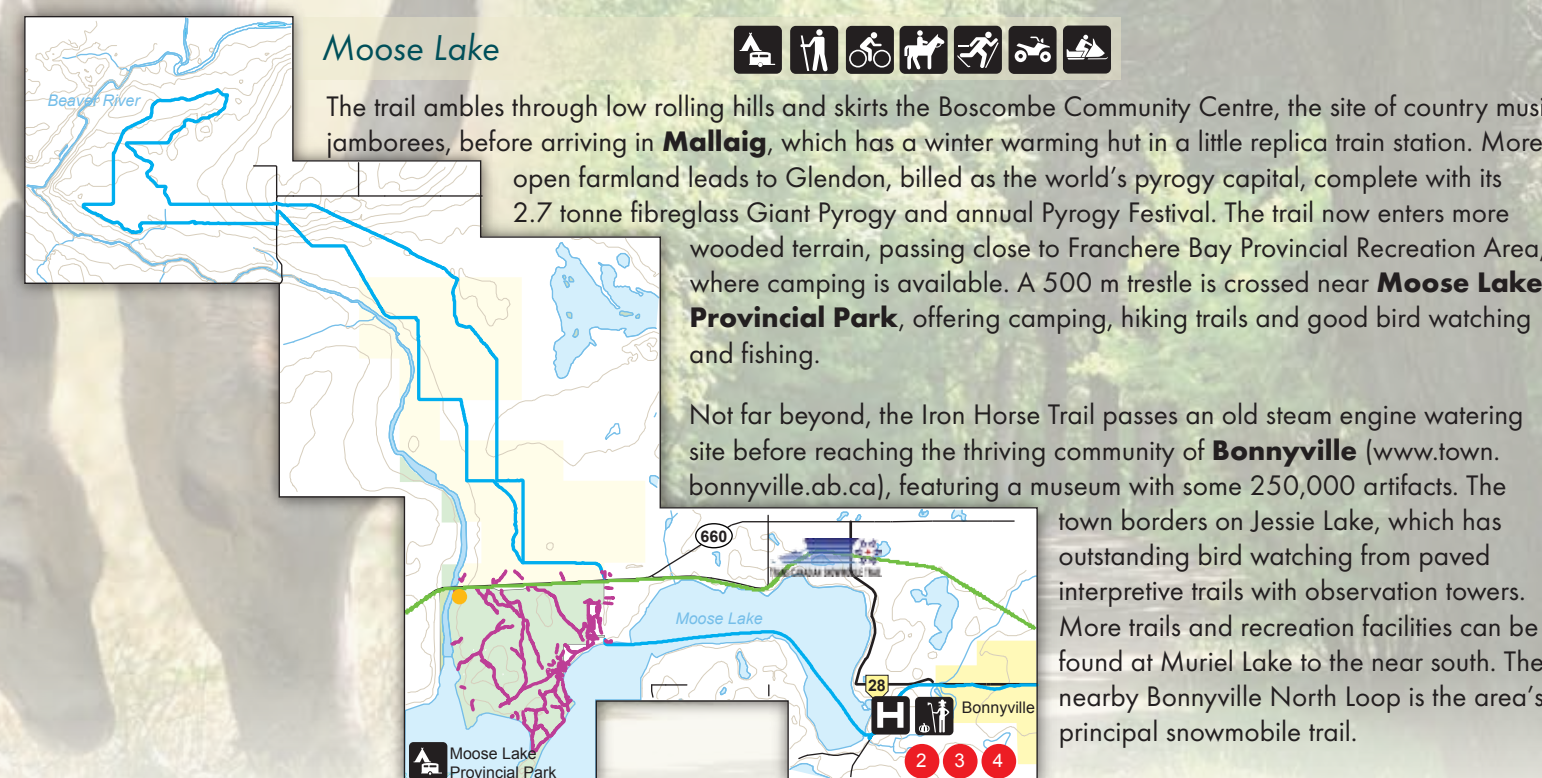 Moose Lake
Beaver River
The trail ambles through low rolling hills and skirts the Boscombe Community Centre, the site of country musi
jamborees, before arriving in Mallaig, which has a winter warming hut in a little replica train station. More
open farmland leads to Glendon, billed as the world's pyrogy capital, complete with its
2.7 tonne fibreglass Giant Pyrogy and annual Pyrogy Festival. The trail now enters more
wooded terrain, passing close to Franchere Bay Provincial Recreation Area,
where camping is available. A 500 m trestle is crossed near Moose Lake
Provincial Park, offering camping, hiking trails and good bird watching
and fishing.
Not far beyond, the Iron Horse Trail passes an old steam engine watering
site before reaching the thriving community of Bonnyville (www.town.
bonnyville.ab.ca), featuring a museum with some 250,000 artifacts. The
town borders on Jessie Lake, which has
outstanding bird watching from paved
interpretive trails with observation towers.
More trails and recreation facilities can be
found at Muriel Lake to the near south. The
nearby Bonnyville North Loop is the area's
principal snowmobile trail.
660
TRANS CANADIAN SNOWMOBILE TRAIL
Moose Lake
28
H
Bonnyville
2 3 4
Moose Lake
Provincial Park